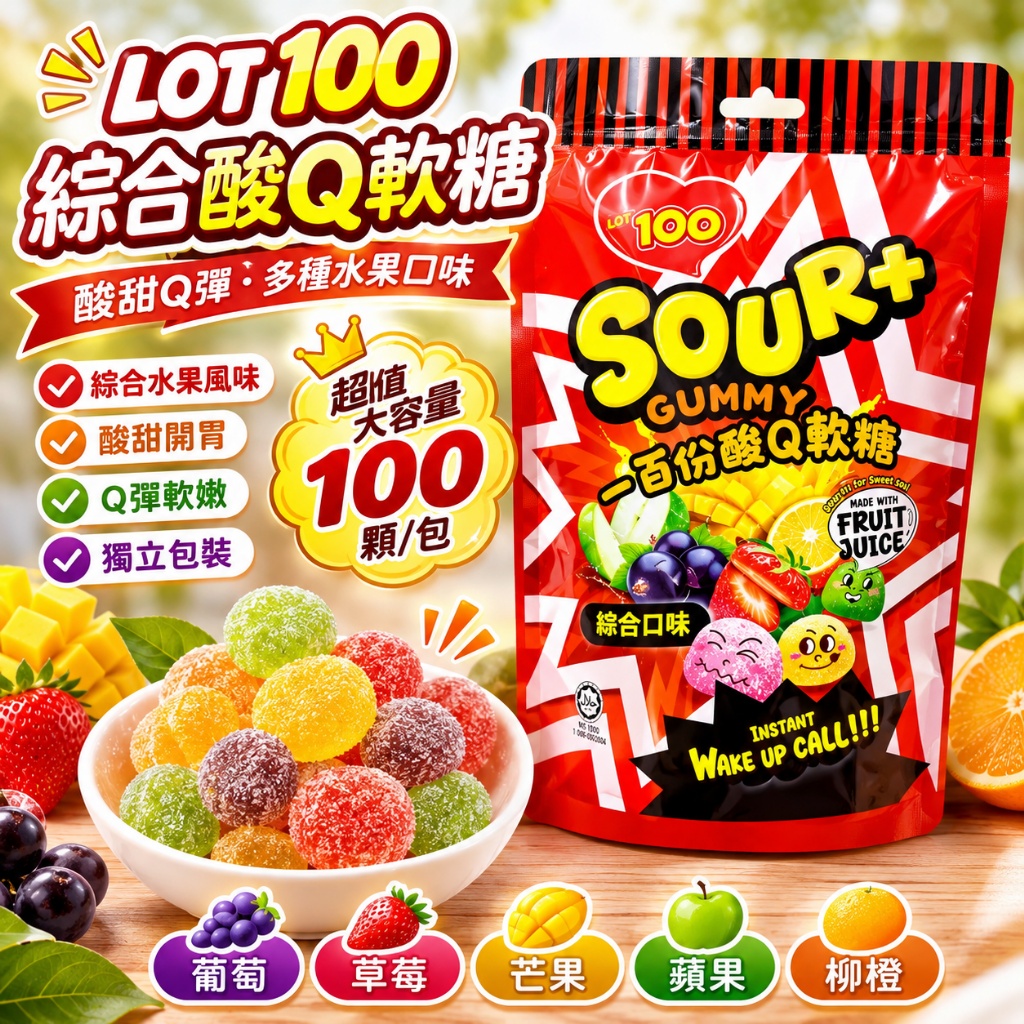 LOT 100
綜合酸Q軟糖
酸甜Q彈・多種水果口味
綜合水果風味
酸甜開胃
Q彈軟嫩
獨立包裝
超值
大容量
100
顆/包
LOT 100
SOUR+
GUMMY
一百份酸Q軟糖
MADE WITH
FRUIT
JUICE
綜合口味
INSTANT
WAKE UP CALL!!!
葡萄
草莓
芒果
蘋果
柳橙